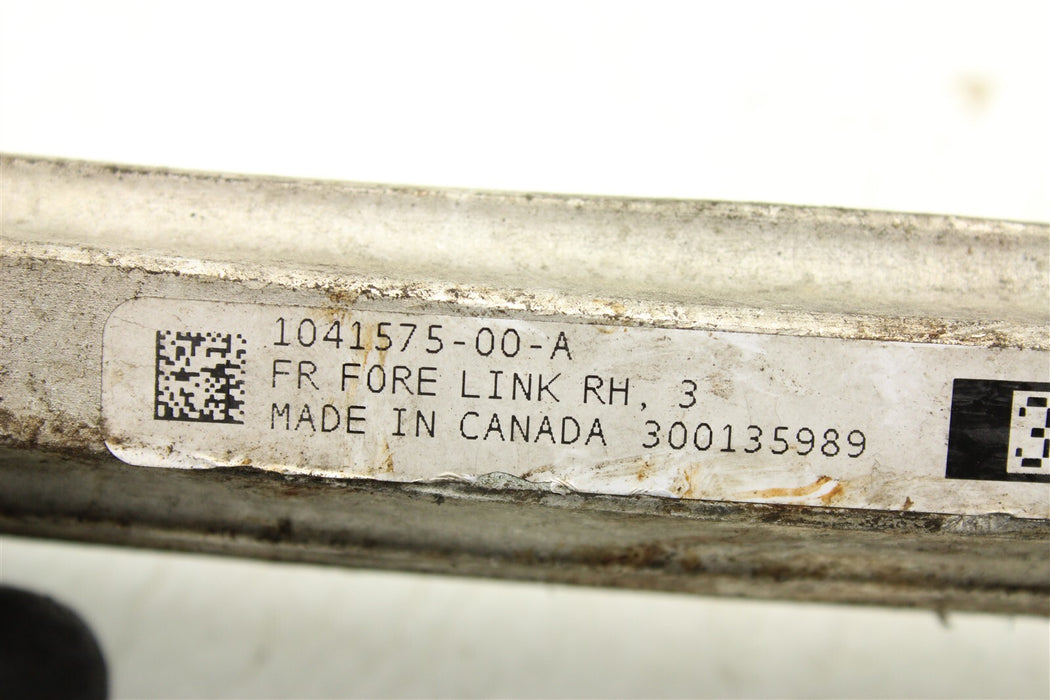 1041575-00-A
FR FORE LINK RH, 3
MADE IN CANADA 300135989